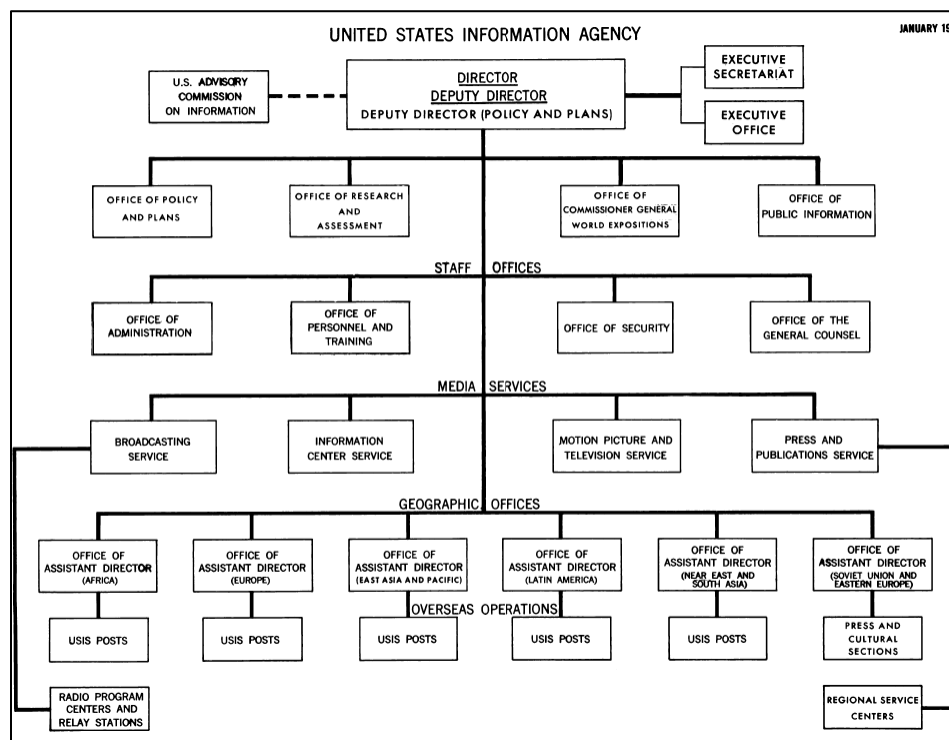 UNITED STATES INFORMATION AGENCY
JANUARY 19
U.S. ADVISORY
COMMISSION
ON INFORMATION
DIRECTOR
DEPUTY DIRECTOR
DEPUTY DIRECTOR (POLICY AND PLANS)
EXECUTIVE
SECRETARIAT
EXECUTIVE
OFFICE
OFFICE OF POLICY
AND PLANS
OFFICE OF RESEARCH
AND
ASSESSMENT
OFFICE OF
COMMISSIONER GENERAL
WORLD EXPOSITIONS
OFFICE OF
PUBLIC INFORMATION
STAFF OFFICES
OFFICE OF
ADMINISTRATION
OFFICE OF
PERSONNEL AND
TRAINING
OFFICE OF SECURITY
OFFICE OF THE
GENERAL COUNSEL
MEDIA SERVICES
BROADCASTING
SERVICE
INFORMATION
CENTER SERVICE
MOTION PICTURE AND
TELEVISION SERVICE
PRESS AND
PUBLICATIONS SERVICE
GEOGRAPHIC OFFICES
OFFICE OF
ASSISTANT DIRECTOR
(AFRICA)
OFFICE OF
ASSISTANT DIRECTOR
(EUROPE)
OFFICE OF
ASSISTANT DIRECTOR
(EAST ASIA AND PACIFIC)
OFFICE OF
ASSISTANT DIRECTOR
(LATIN AMERICA)
OFFICE OF
ASSISTANT DIRECTOR
(NEAR EAST AND
SOUTH ASIA)
OFFICE OF
ASSISTANT DIRECTOR
(SOVIET UNION AND
EASTERN EUROPE)
OVERSEAS OPERATIONS
USIS POSTS
USIS POSTS
USIS POSTS
USIS POSTS
USIS POSTS
PRESS AND
CULTURAL
SECTIONS
RADIO PROGRAM
CENTERS AND
RELAY STATIONS
REGIONAL SERVICE
CENTERS